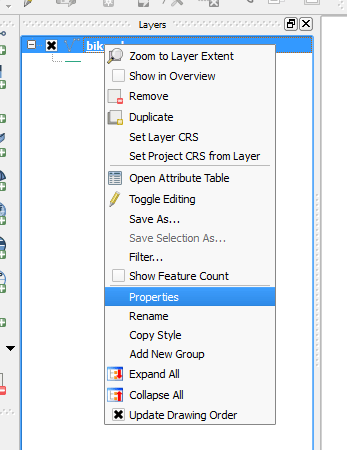 Layers
Zoom to Layer Extent
Show in Overview
Remove
Duplicate
Set Layer CRS
Set Project CRS from Layer
Open Attribute Table
Toggle Editing
Save As...
Save Selection As...
Filter...
Show Feature Count
Properties
Rename
Copy Style
Add New Group
Expand All
Collapse All
Update Drawing Order